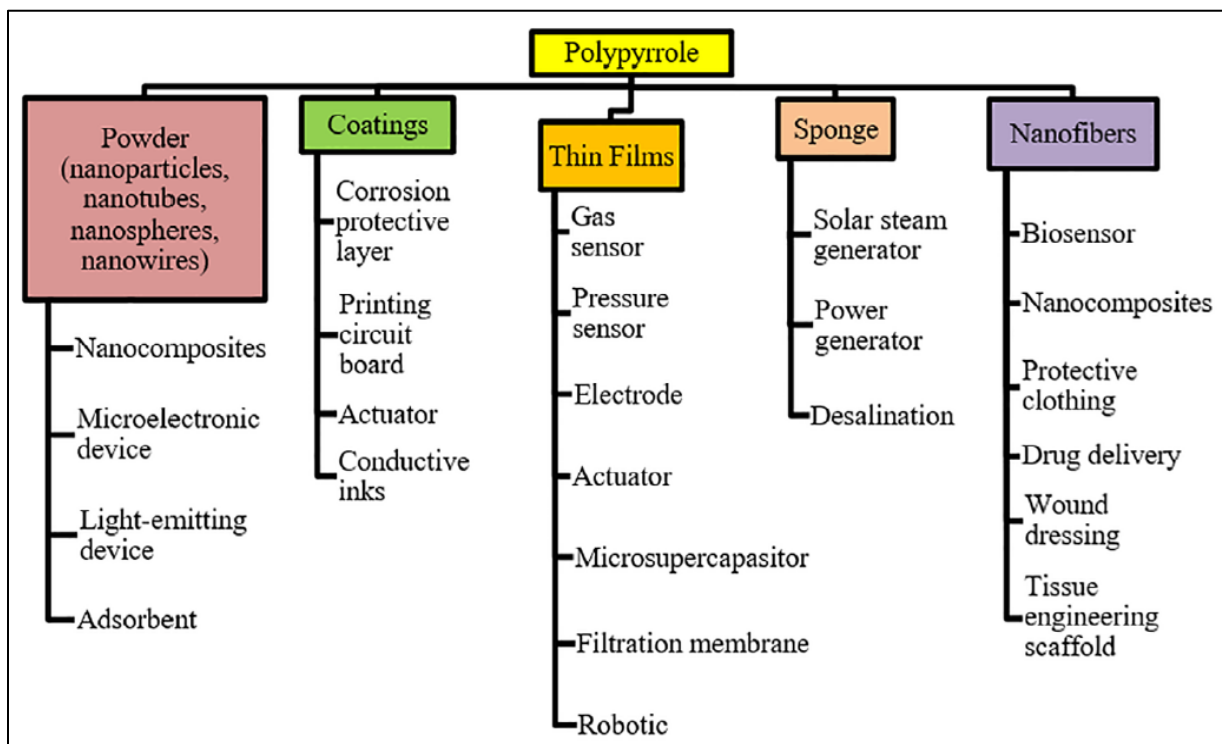 Polypyrrole
Powder
(nanoparticles,
nanotubes,
nanospheres,
nanowires)
Nanocomposites
Microelectronic
device
Light-emitting
device
Adsorbent
Coatings
Corrosion
protective
layer
Printing
circuit
board
Actuator
Conductive
inks
Thin Films
Gas
sensor
Pressure
sensor
Electrode
Actuator
Microsupercapasitor
Filtration membrane
Robotic
Sponge
Solar steam
generator
Power
generator
Desalination
Nanofibers
Biosensor
Nanocomposites
Protective
clothing
Drug delivery
Wound
dressing
Tissue
engineering
scaffold